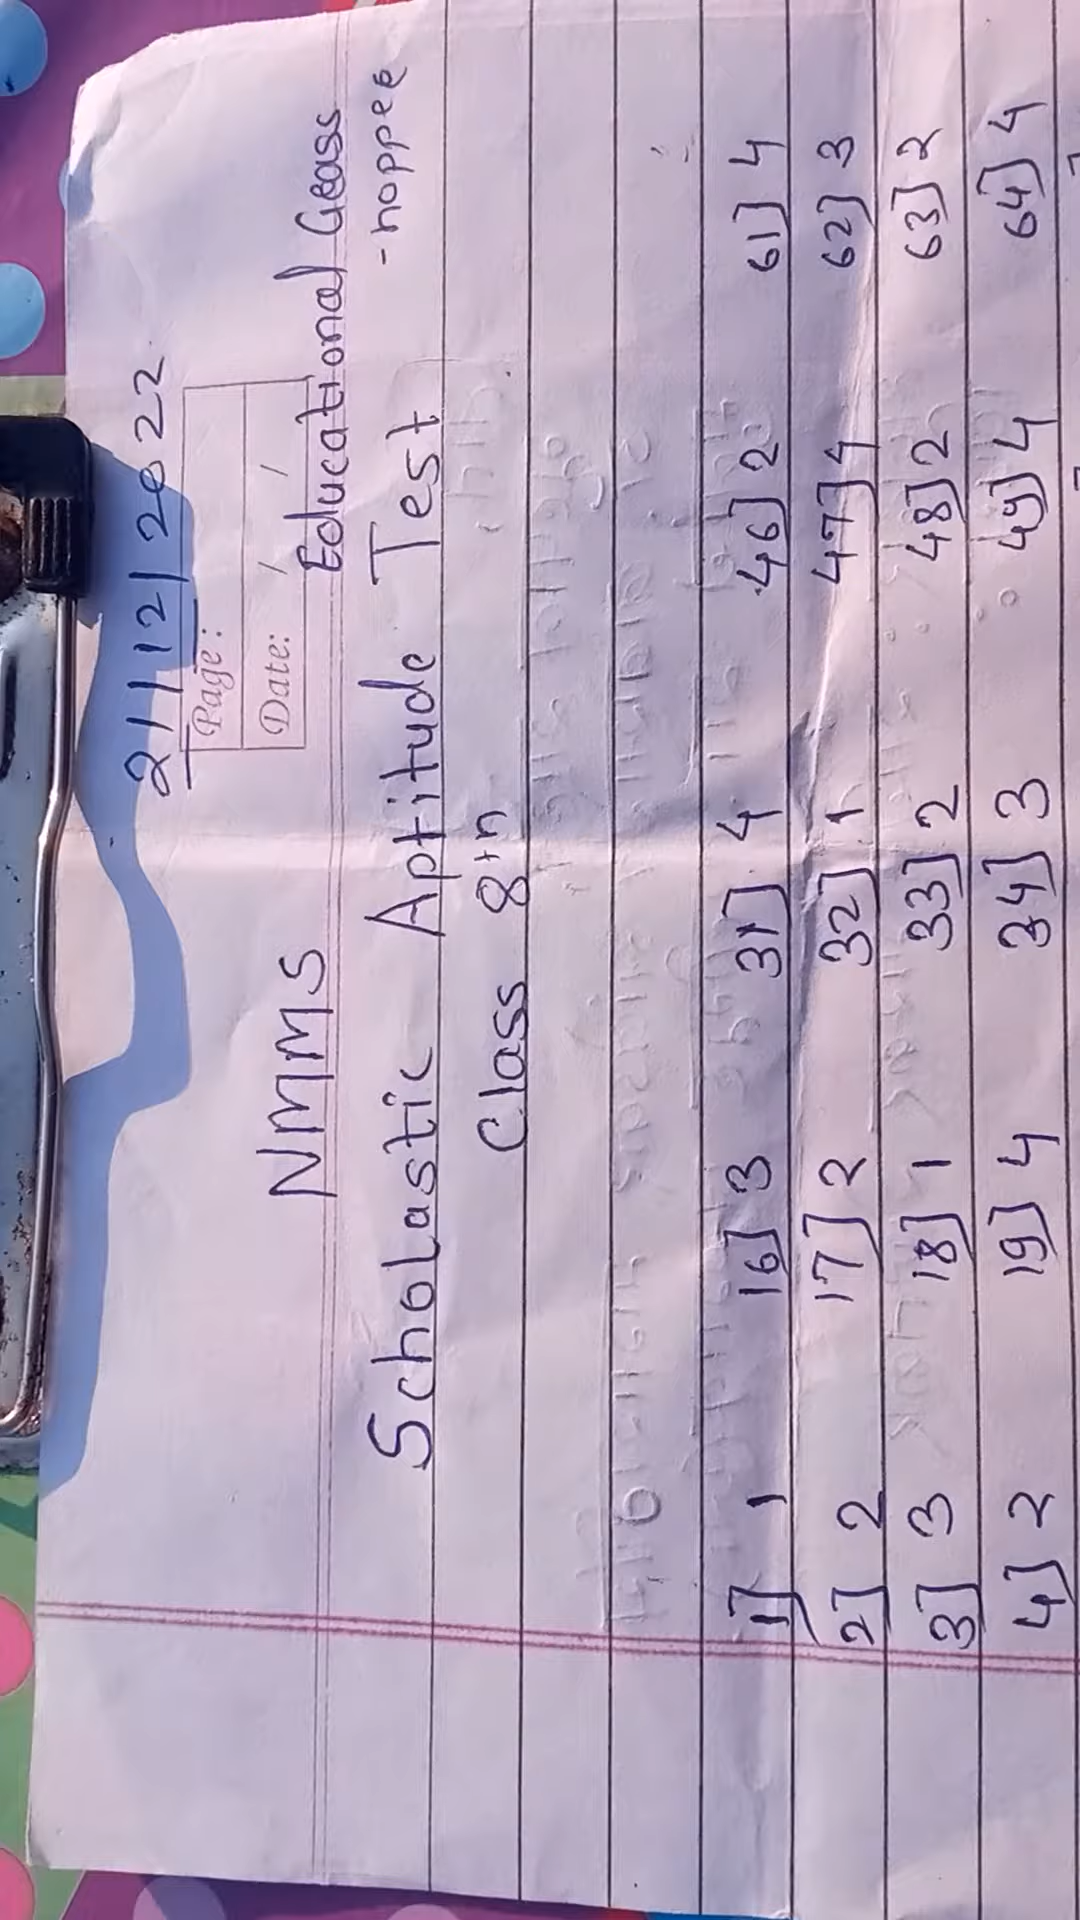 21/12/2022
Page:
Date: / /
NMMS Educational Grass
-hopper
Scholastic Aptitude Test
Class 8th
1] 1 16] 3 31] 4 46] 2 61] 4
2] 2 17] 2 32] 1 47] 4 62] 3
3] 3 18] 1 33] 2 48] 2 63] 2
4] 2 19] 4 34] 3 49] 4 64] 4